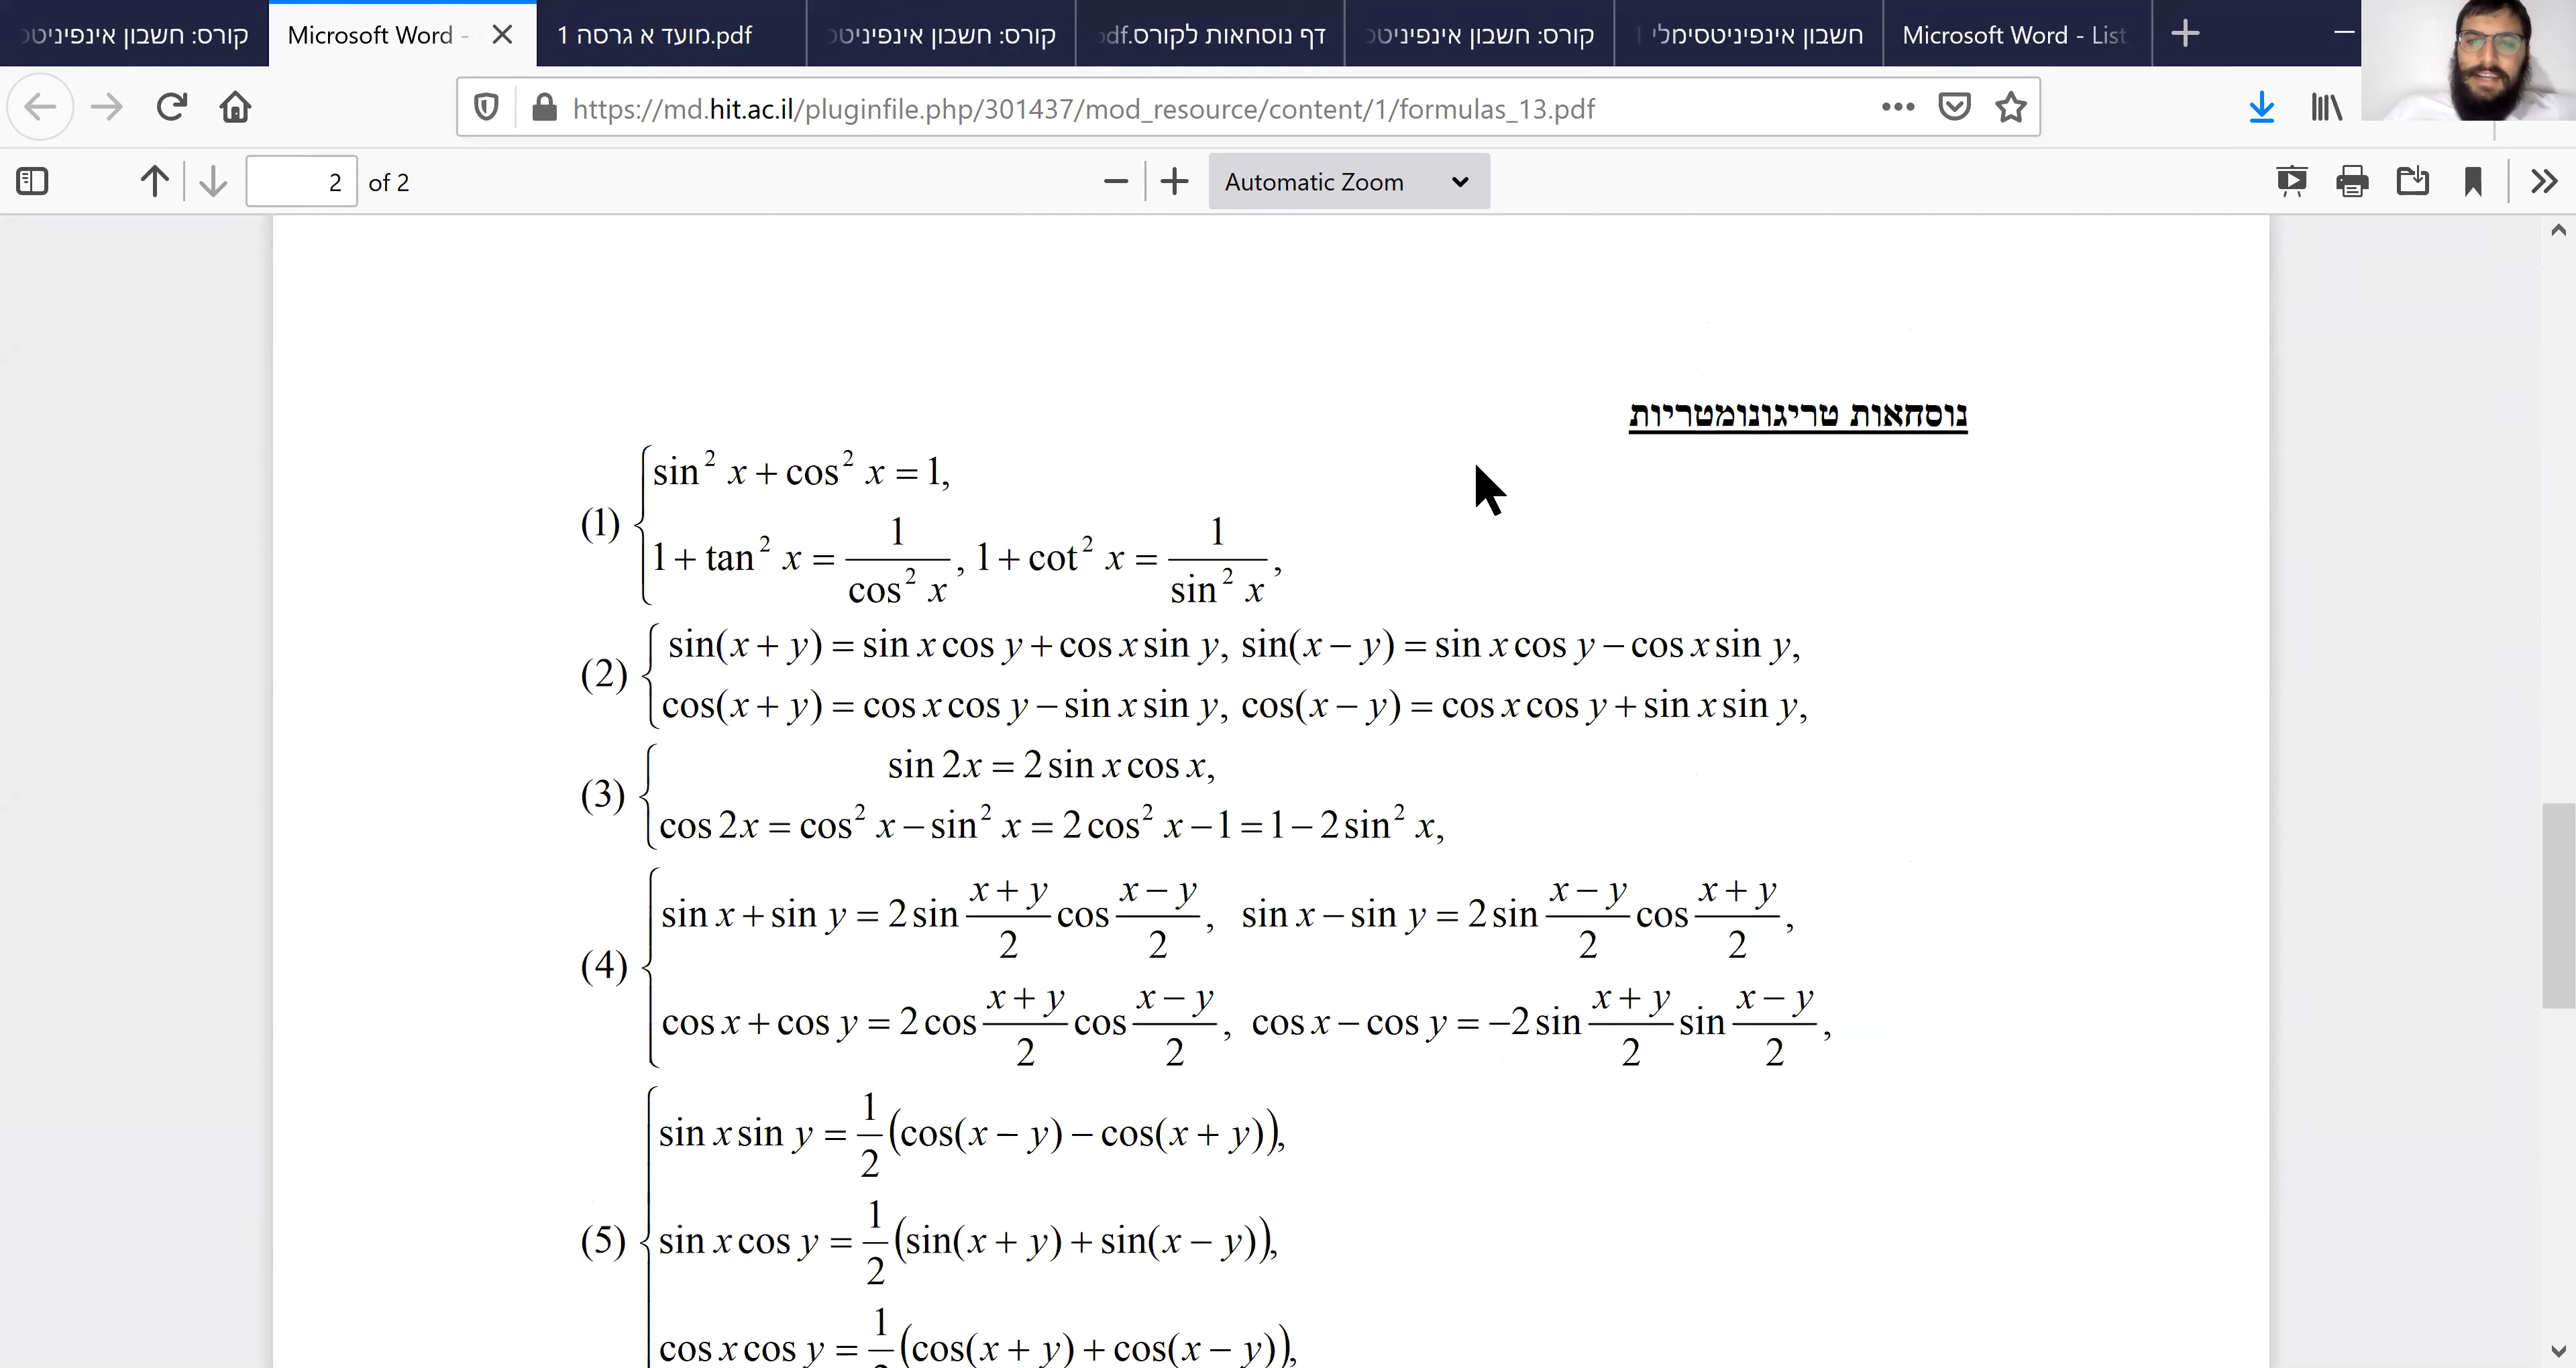 קורס: חשבון אינפיניטס
Microsoft Word -
מועד א גרסה 1.pdf
קורס: חשבון אינפיניטס
דף נוסחאות לקורס.pdf
קורס: חשבון אינפיניטס
חשבון אינפיניטסימלי 1
Microsoft Word - List
https://md.hit.ac.il/pluginfile.php/301437/mod_resource/content/1/formulas_13.pdf
2 of 2
Automatic Zoom
נוסחאות טריגונומטריות
(1) { sin² x + cos² x = 1,
1 + tan² x = 1/cos² x, 1 + cot² x = 1/sin² x,
(2) { sin(x + y) = sin x cos y + cos x sin y, sin(x − y) = sin x cos y − cos x sin y,
cos(x + y) = cos x cos y − sin x sin y, cos(x − y) = cos x cos y + sin x sin y,
(3) { sin 2x = 2 sin x cos x,
cos 2x = cos² x − sin² x = 2 cos² x − 1 = 1 − 2 sin² x,
(4) { sin x + sin y = 2 sin (x + y)/2 cos (x − y)/2, sin x − sin y = 2 sin (x − y)/2 cos (x + y)/2,
cos x + cos y = 2 cos (x + y)/2 cos (x − y)/2, cos x − cos y = −2 sin (x + y)/2 sin (x − y)/2,
(5) { sin x sin y = 1/2 (cos(x − y) − cos(x + y)),
sin x cos y = 1/2 (sin(x + y) + sin(x − y)),
cos x cos y = 1/2 (cos(x + y) + cos(x − y)),